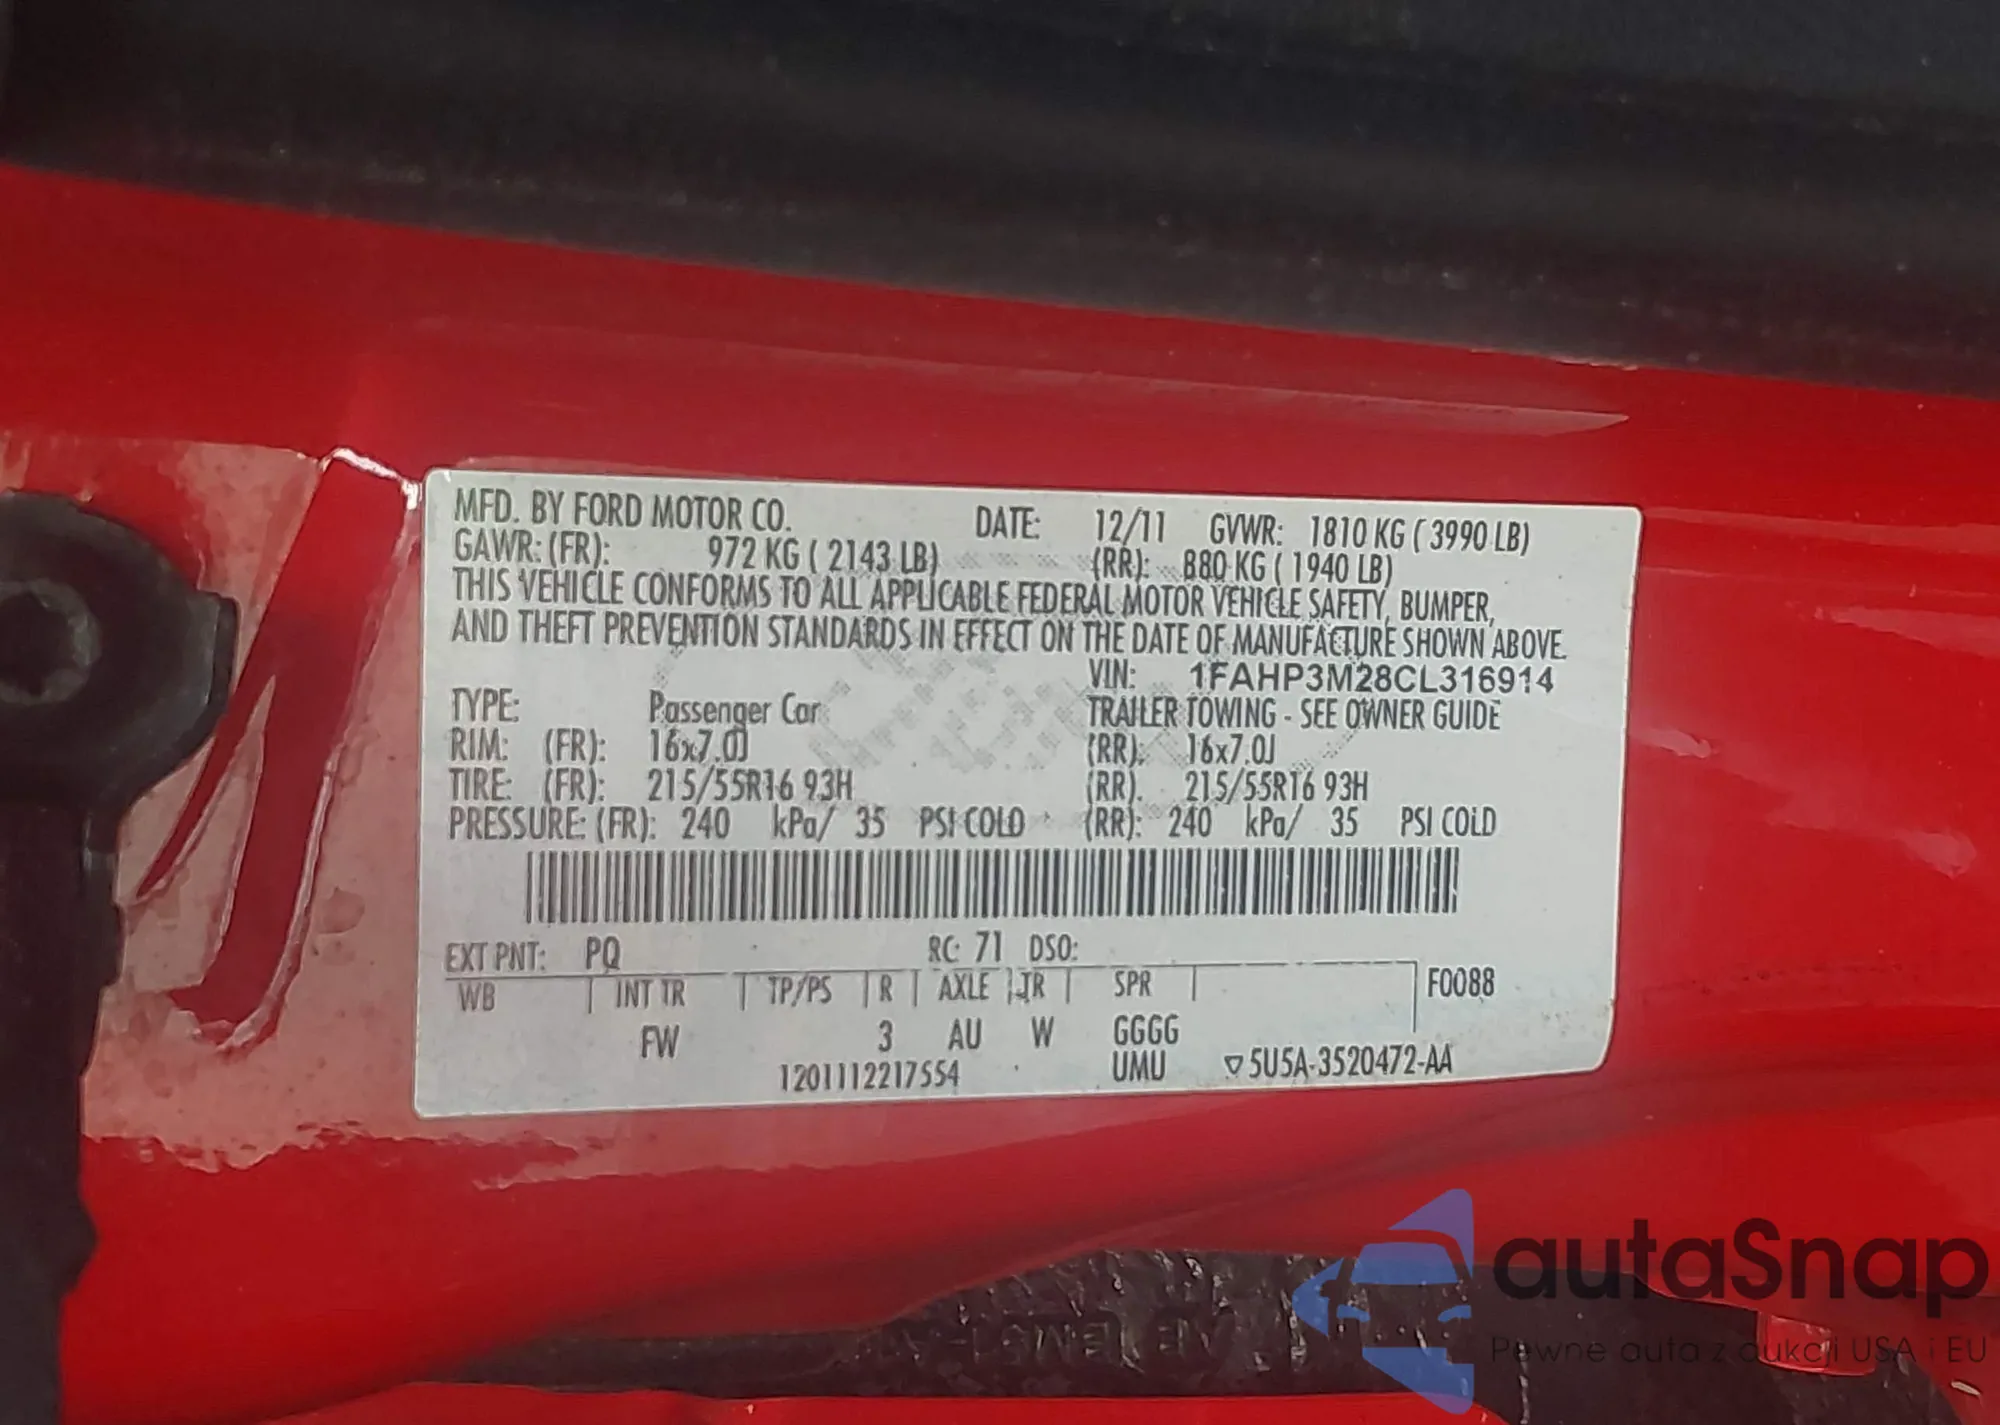 MFD. BY FORD MOTOR CO. DATE: 12/11 GVWR: 1810 KG ( 3990 LB)
GAWR: (FR): 972 KG ( 2143 LB) (RR): 880 KG ( 1940 LB)
THIS VEHICLE CONFORMS TO ALL APPLICABLE FEDERAL MOTOR VEHICLE SAFETY, BUMPER,
AND THEFT PREVENTION STANDARDS IN EFFECT ON THE DATE OF MANUFACTURE SHOWN ABOVE.
VIN: 1FAHP3M28CL316914
TYPE: Passenger Car TRAILER TOWING - SEE OWNER GUIDE
RIM: (FR): 16x7.0J (RR): 16x7.0J
TIRE: (FR): 215/55R16 93H (RR). 215/55R16 93H
PRESSURE: (FR): 240 kPa/ 35 PSI COLD (RR): 240 kPa/ 35 PSI COLD
EXT PNT: PQ RC: 71 DSO:
WB INT TR TP/PS R AXLE TR SPR F0088
FW 3 AU W GGGG
1201112217554 UMU ▽5U5A-3520472-AA
autaSnap
Pewne auta z aukcji USA i EU